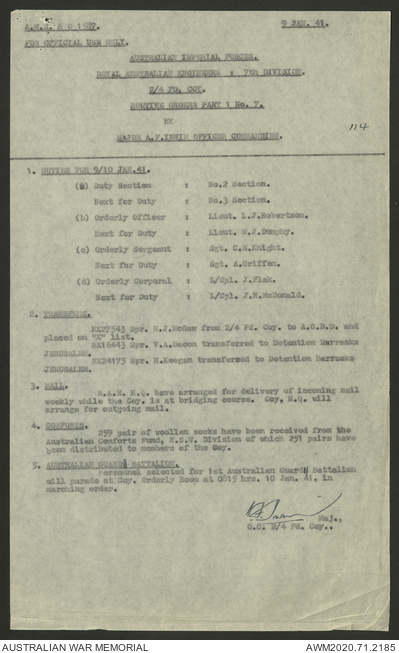 9 JAN. 41.
FOR OFFICIAL USE ONLY.
AUSTRALIAN IMPERIAL FORCES.
ROYAL AUSTRALIAN ENGINEERS : 7th DIVISION.
2/4 Fd. COY.
ROUTINE ORDERS PART 1 No. 7.
BY
MAJOR A.F. OFFICER COMMANDING.
114
1. DUTIES FOR 9/10 JAN.41.
(a) Duty Section : No.2 Section.
Next for Duty : No.3 Section.
(b) Orderly Officer : Lieut. L.J.Robertson.
Next for Duty : Lieut. W.J.Dunphy.
(c) Orderly Sergeant : Sgt. C.S.Knight.
Next for Duty : Sgt. A.Griffen.
(d) Orderly Corporal : L/Cpl. J.Flak.
Next for Duty : L/Cpl. J.N.McDonald.
2. TRANSFERS.
NX27543 Spr. N.J.McGaw from 2/4 Fd. Coy. to A.G.B.D. and
placed on "X" list.
NX16443 Spr. F.A.Bacon transferred to Detention Barracks
JERUSALEM.
NX24175 Spr. H.Keegan transferred to Detention Barracks
JERUSALEM.
3. MAIL.
R.A.E. H.Q. have arranged for delivery of incoming mail
weekly while the Coy. is at bridging course. Coy. H.Q. will
arrange for outgoing mail.
4. COMFORTS.
259 pair of woollen socks have been received from the
Australian Comforts Fund, N.S.W. Division of which 251 pairs have
been distributed to members of the Coy.
5. AUSTRALIAN GUARD BATTALION.
Personnel selected for 1st Australian Guard Battalion
will parade at Coy. Orderly Room at 0815 hrs. 10 Jan. 41. in
marching order.
Maj.,
O.C. 2/4 Fd. Coy..
AUSTRALIAN WAR MEMORIAL
AWM2020.71.2185